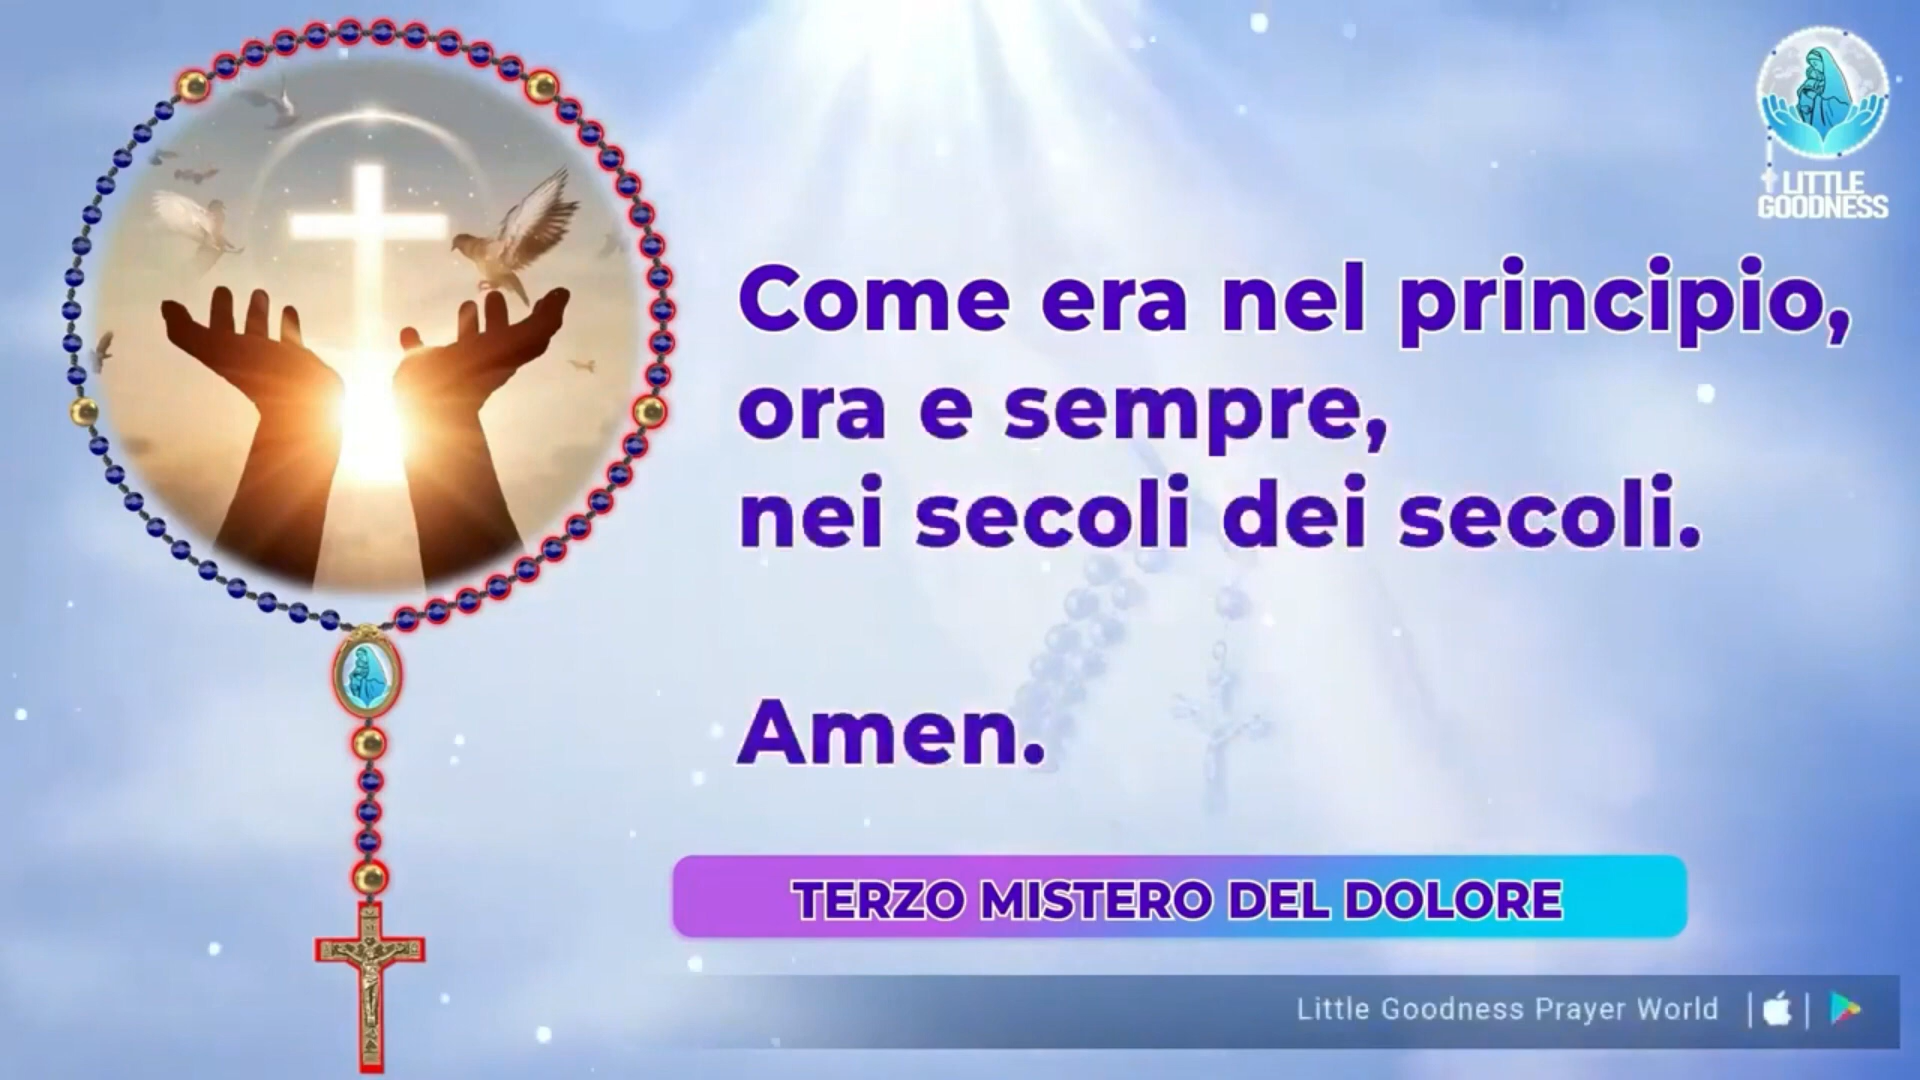 LITTLE
GOODNESS
Come era nel principio,
ora e sempre,
nei secoli dei secoli.
Amen.
TERZO MISTERO DEL DOLORE
Little Goodness Prayer World